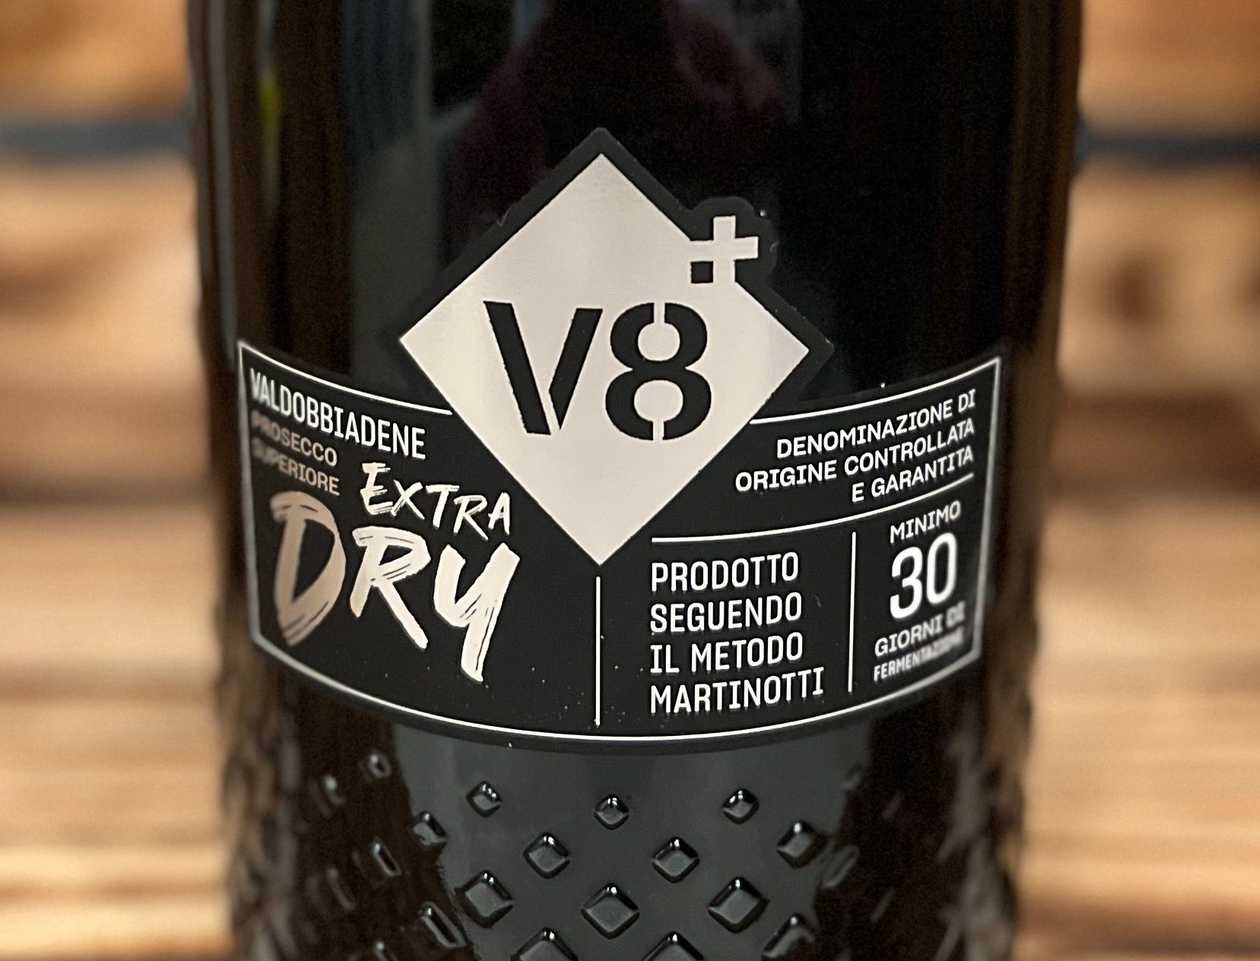 V8+
VALDOBBIADENE
PROSECCO
SUPERIORE
EXTRA
DRY
DENOMINAZIONE DI
ORIGINE CONTROLLATA
E GARANTITA
PRODOTTO
SEGUENDO
IL METODO
MARTINOTTI
MINIMO
30
GIORNI DI
FERMENTAZIONE